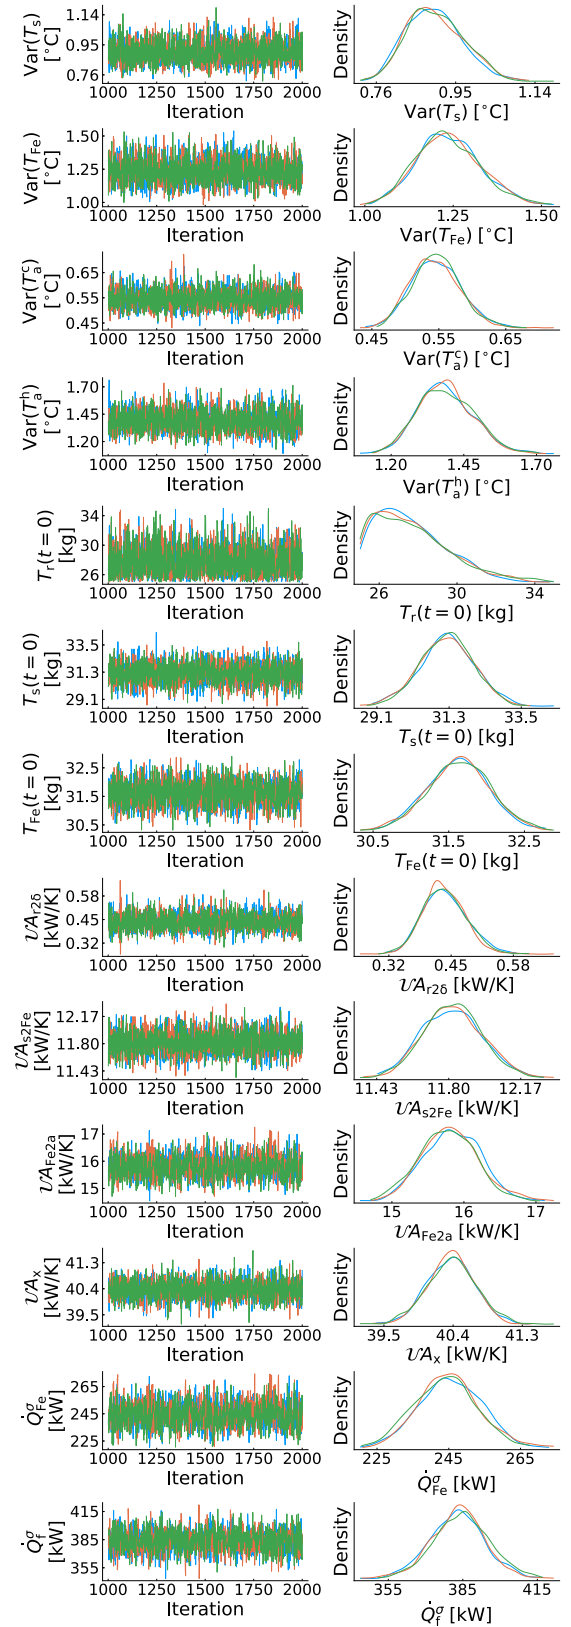 Var(Tₛ) [°C]
1.14
0.95
0.76
1000 1250 1500 1750 2000
Iteration
Density
0.76 0.95 1.14
Var(Tₛ) [°C]
Var(T_Fe) [°C]
1.50
1.25
1.00
1000 1250 1500 1750 2000
Iteration
Density
1.00 1.25 1.50
Var(T_Fe) [°C]
Var(T_a^c) [°C]
0.65
0.55
0.45
1000 1250 1500 1750 2000
Iteration
Density
0.45 0.55 0.65
Var(T_a^c) [°C]
Var(T_a^h) [°C]
1.70
1.45
1.20
1000 1250 1500 1750 2000
Iteration
Density
1.20 1.45 1.70
Var(T_a^h) [°C]
T_r(t=0) [kg]
34
30
26
1000 1250 1500 1750 2000
Iteration
Density
26 30 34
T_r(t=0) [kg]
T_s(t=0) [kg]
33.5
31.3
29.1
1000 1250 1500 1750 2000
Iteration
Density
29.1 31.3 33.5
T_s(t=0) [kg]
T_Fe(t=0) [kg]
32.5
31.5
30.5
1000 1250 1500 1750 2000
Iteration
Density
30.5 31.5 32.5
T_Fe(t=0) [kg]
𝒰A_r2δ [kW/K]
0.58
0.45
0.32
1000 1250 1500 1750 2000
Iteration
Density
0.32 0.45 0.58
𝒰A_r2δ [kW/K]
𝒰A_s2Fe [kW/K]
12.17
11.80
11.43
1000 1250 1500 1750 2000
Iteration
Density
11.43 11.80 12.17
𝒰A_s2Fe [kW/K]
𝒰A_Fe2a [kW/K]
17
16
15
1000 1250 1500 1750 2000
Iteration
Density
15 16 17
𝒰A_Fe2a [kW/K]
𝒰A_x [kW/K]
41.3
40.4
39.5
1000 1250 1500 1750 2000
Iteration
Density
39.5 40.4 41.3
𝒰A_x [kW/K]
Q̇_Fe^σ [kW]
265
245
225
1000 1250 1500 1750 2000
Iteration
Density
225 245 265
Q̇_Fe^σ [kW]
Q̇_f^σ [kW]
415
385
355
1000 1250 1500 1750 2000
Iteration
Density
355 385 415
Q̇_f^σ [kW]